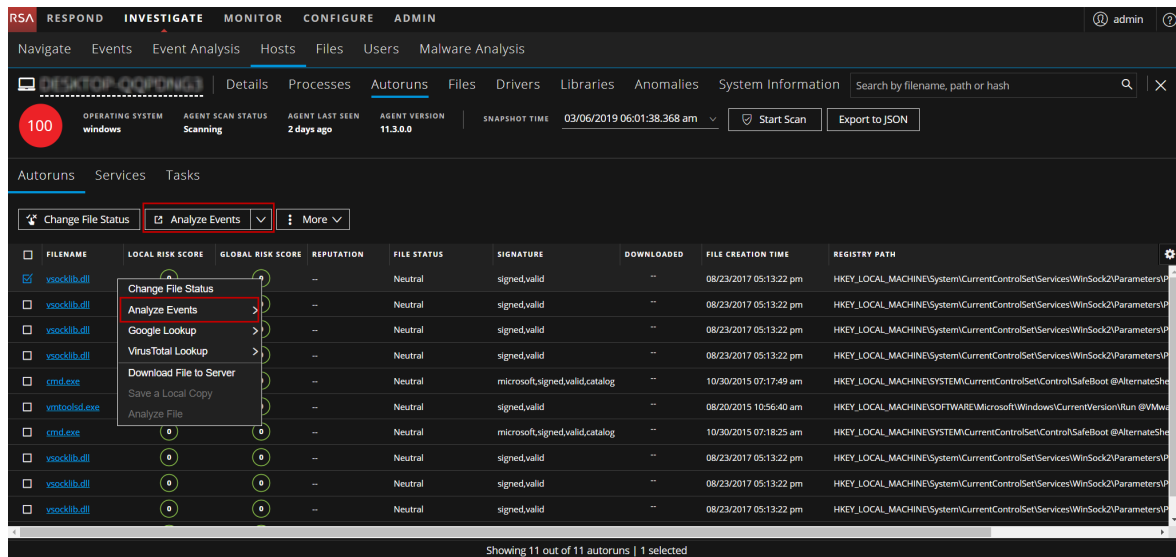 RSA RESPOND INVESTIGATE MONITOR CONFIGURE ADMIN admin ?
Navigate Events Event Analysis Hosts Files Users Malware Analysis
Details Processes Autoruns Files Drivers Libraries Anomalies System Information Search by filename, path or hash
100
OPERATING SYSTEM AGENT SCAN STATUS AGENT LAST SEEN AGENT VERSION
windows Scanning 2 days ago 11.3.0.0
SNAPSHOT TIME 03/06/2019 06:01:38.368 am Start Scan Export to JSON
Autoruns Services Tasks
Change File Status Analyze Events More
FILENAME LOCAL RISK SCORE GLOBAL RISK SCORE REPUTATION FILE STATUS SIGNATURE DOWNLOADED FILE CREATION TIME REGISTRY PATH
vsocklib.dll -- Neutral signed,valid -- 08/23/2017 05:13:22 pm HKEY_LOCAL_MACHINE\System\CurrentControlSet\Services\WinSock2\Parameters\P
vsocklib.dll -- Neutral signed,valid -- 08/23/2017 05:13:22 pm HKEY_LOCAL_MACHINE\System\CurrentControlSet\Services\WinSock2\Parameters\P
vsocklib.dll -- Neutral signed,valid -- 08/23/2017 05:13:22 pm HKEY_LOCAL_MACHINE\System\CurrentControlSet\Services\WinSock2\Parameters\P
vsocklib.dll -- Neutral signed,valid -- 08/23/2017 05:13:22 pm HKEY_LOCAL_MACHINE\System\CurrentControlSet\Services\WinSock2\Parameters\P
cmd.exe -- Neutral microsoft,signed,valid,catalog -- 10/30/2015 07:17:49 am HKEY_LOCAL_MACHINE\SYSTEM\CurrentControlSet\Control\SafeBoot @AlternateShe
vmtoolsd.exe -- Neutral signed,valid -- 08/20/2015 10:56:40 am HKEY_LOCAL_MACHINE\SOFTWARE\Microsoft\Windows\CurrentVersion\Run @VMwa
cmd.exe 0 0 -- Neutral microsoft,signed,valid,catalog -- 10/30/2015 07:18:25 am HKEY_LOCAL_MACHINE\SYSTEM\CurrentControlSet\Control\SafeBoot @AlternateShe
vsocklib.dll 0 0 -- Neutral signed,valid -- 08/23/2017 05:13:22 pm HKEY_LOCAL_MACHINE\System\CurrentControlSet\Services\WinSock2\Parameters\P
vsocklib.dll 0 0 -- Neutral signed,valid -- 08/23/2017 05:13:22 pm HKEY_LOCAL_MACHINE\System\CurrentControlSet\Services\WinSock2\Parameters\P
vsocklib.dll 0 0 -- Neutral signed,valid -- 08/23/2017 05:13:22 pm HKEY_LOCAL_MACHINE\System\CurrentControlSet\Services\WinSock2\Parameters\P
Change File Status
Analyze Events
Google Lookup
VirusTotal Lookup
Download File to Server
Save a Local Copy
Analyze File
Showing 11 out of 11 autoruns | 1 selected